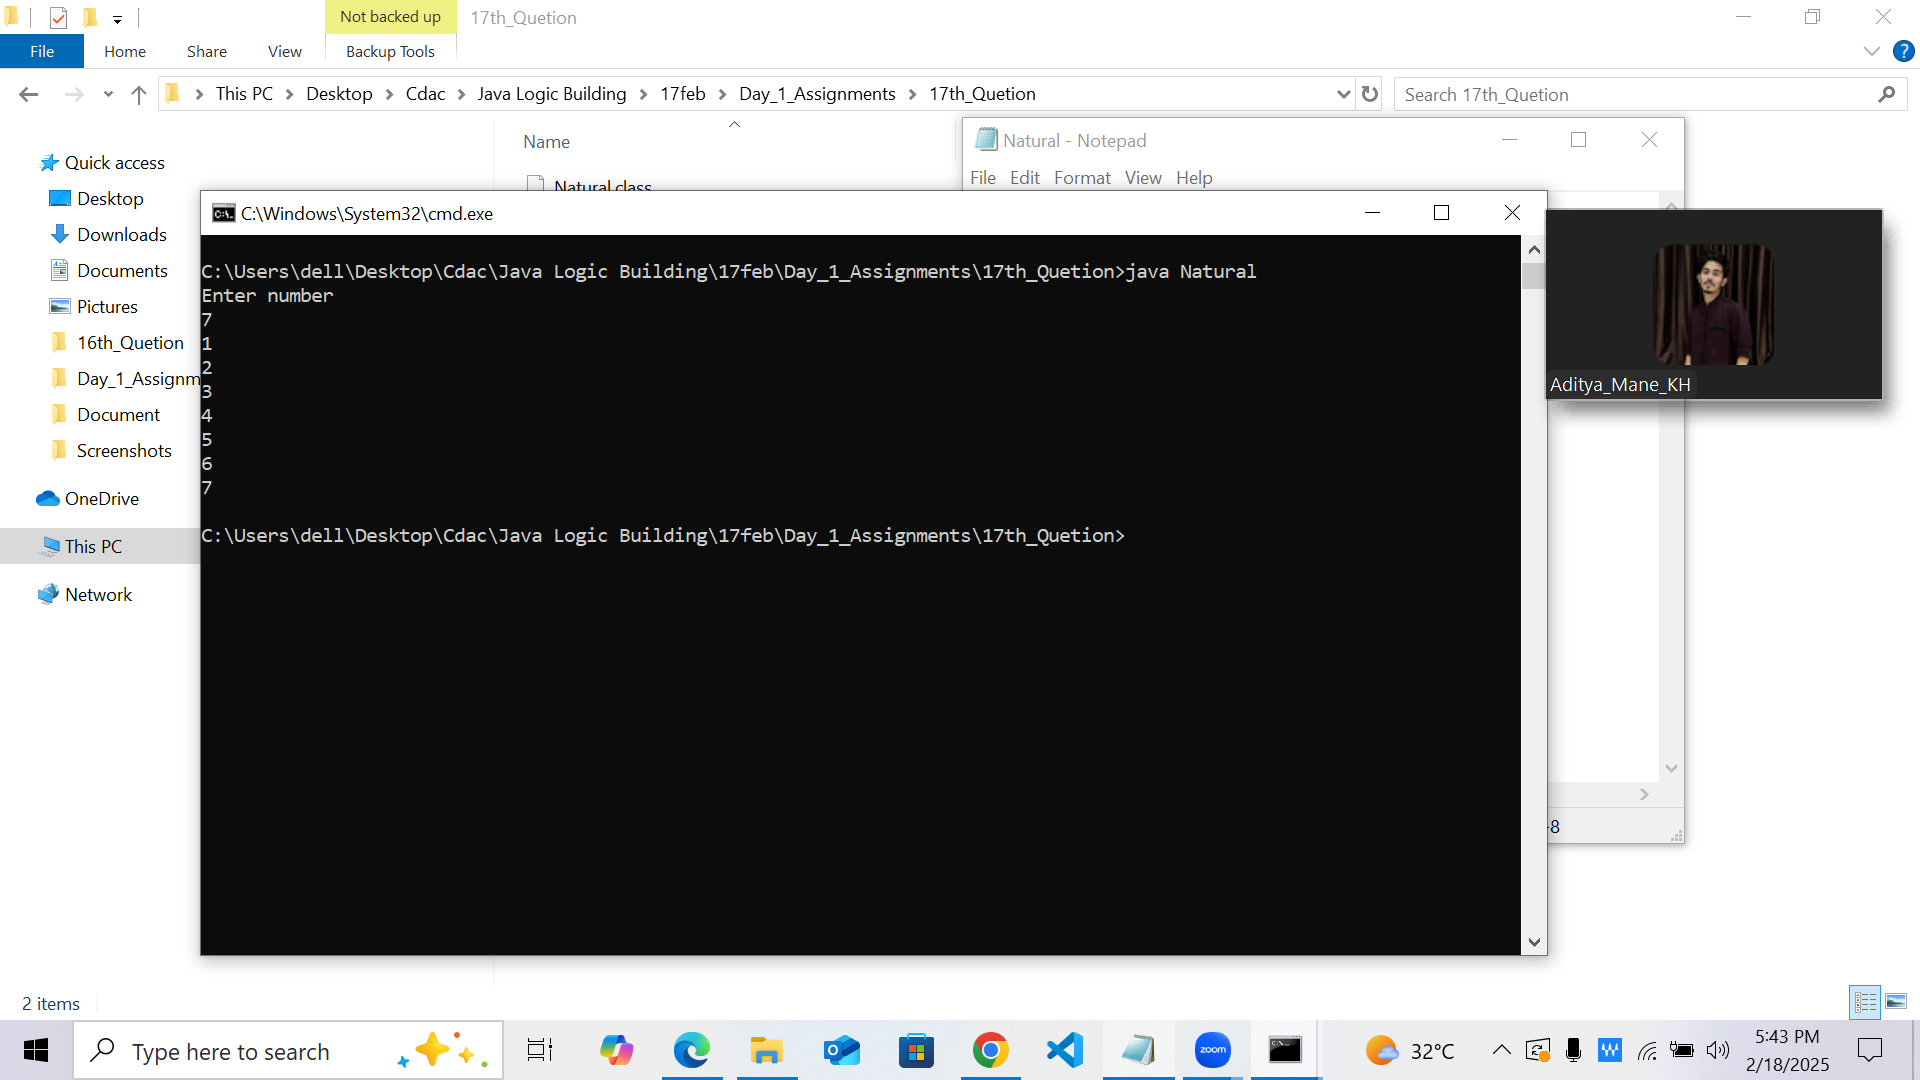 Not backed up
17th_Quetion
File
Home
Share
View
Backup Tools
This PC
Desktop
Cdac
Java Logic Building
17feb
Day_1_Assignments
17th_Quetion
Search 17th_Quetion
Name
Natural.class
Quick access
Desktop
Downloads
Documents
Pictures
16th_Quetion
Day_1_Assignm
Document
Screenshots
OneDrive
This PC
Network
2 items
Natural - Notepad
File Edit Format View Help
-8
C:\Windows\System32\cmd.exe
C:\Users\dell\Desktop\Cdac\Java Logic Building\17feb\Day_1_Assignments\17th_Quetion>java Natural
Enter number
7
1
2
3
4
5
6
7
C:\Users\dell\Desktop\Cdac\Java Logic Building\17feb\Day_1_Assignments\17th_Quetion>
Aditya_Mane_KH
Type here to search
zoom
32°C
5:43 PM
2/18/2025